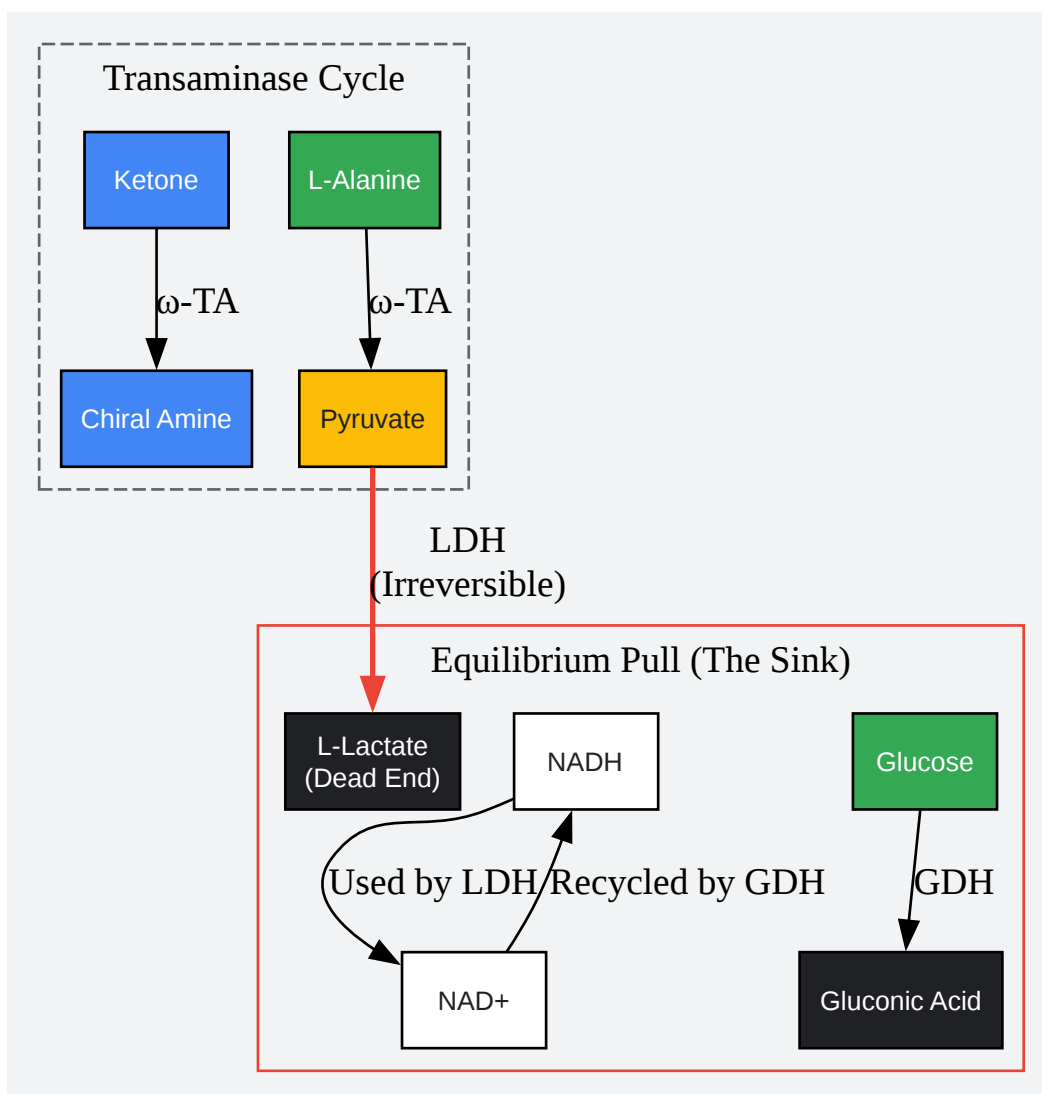 Transaminase Cycle
Ketone
L-Alanine
ω-TA
ω-TA
Chiral Amine
Pyruvate
LDH
(Irreversible)
Equilibrium Pull (The Sink)
L-Lactate
(Dead End)
NADH
Glucose
Used by LDH
Recycled by GDH
GDH
NAD+
Gluconic Acid